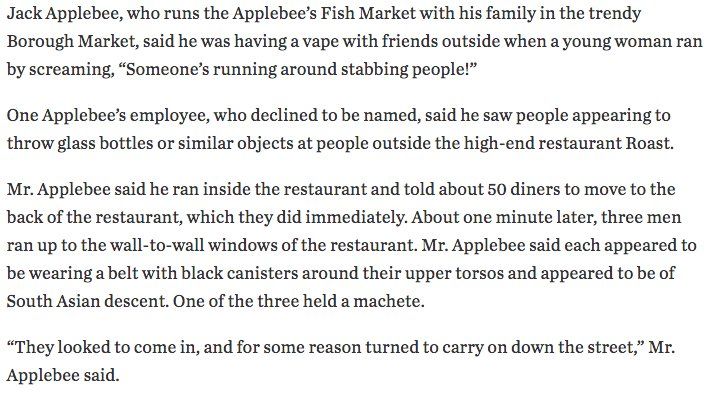 Jack Applebee, who runs the Applebee’s Fish Market with his family in the trendy
Borough Market, said he was having a vape with friends outside when a young woman ran
by screaming, “Someone’s running around stabbing people!”
One Applebee’s employee, who declined to be named, said he saw people appearing to
throw glass bottles or similar objects at people outside the high-end restaurant Roast.
Mr. Applebee said he ran inside the restaurant and told about 50 diners to move to the
back of the restaurant, which they did immediately. About one minute later, three men
ran up to the wall-to-wall windows of the restaurant. Mr. Applebee said each appeared to
be wearing a belt with black canisters around their upper torsos and appeared to be of
South Asian descent. One of the three held a machete.
“They looked to come in, and for some reason turned to carry on down the street,” Mr.
Applebee said.